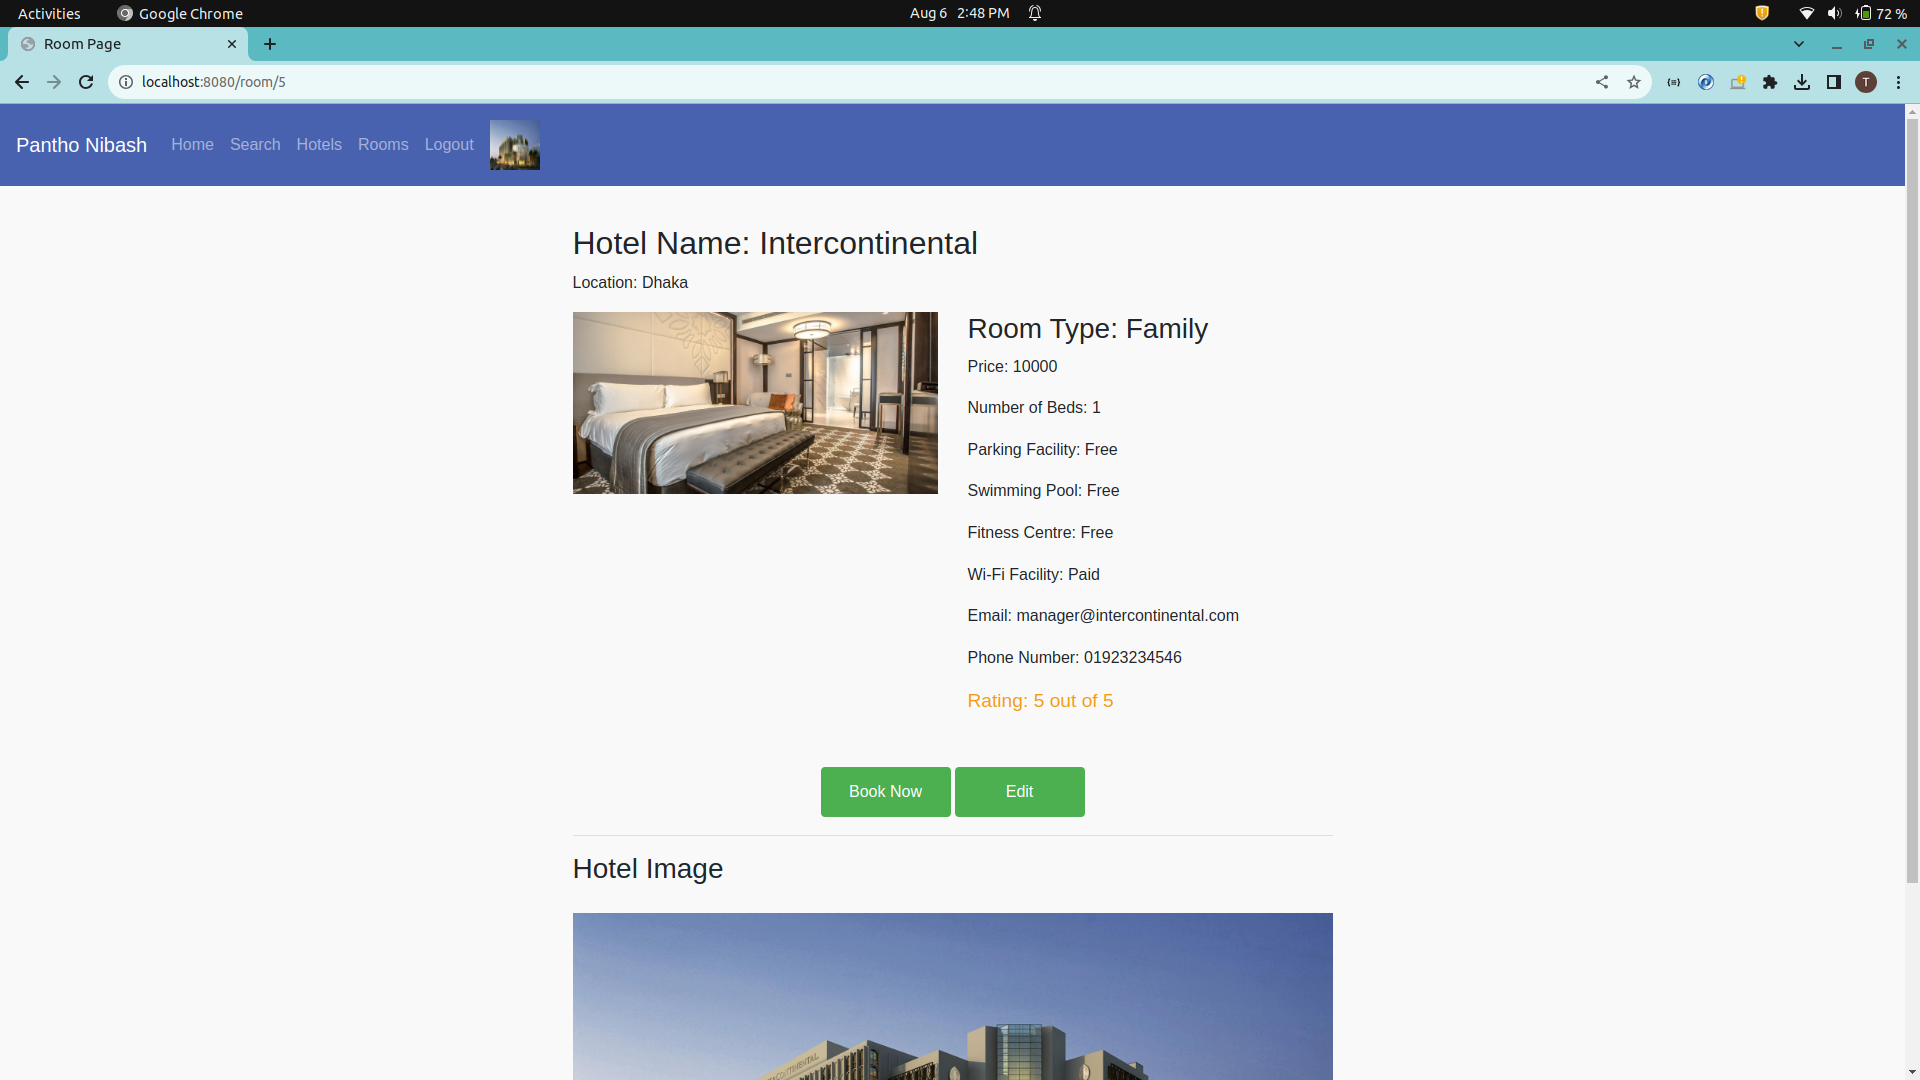 Activities Google Chrome Aug 6 2:48 PM 72 %
Room Page
localhost:8080/room/5 T
Pantho Nibash Home Search Hotels Rooms Logout
Hotel Name: Intercontinental
Location: Dhaka
Room Type: Family
Price: 10000
Number of Beds: 1
Parking Facility: Free
Swimming Pool: Free
Fitness Centre: Free
Wi-Fi Facility: Paid
Email: manager@intercontinental.com
Phone Number: 01923234546
Rating: 5 out of 5
Book Now Edit
Hotel Image